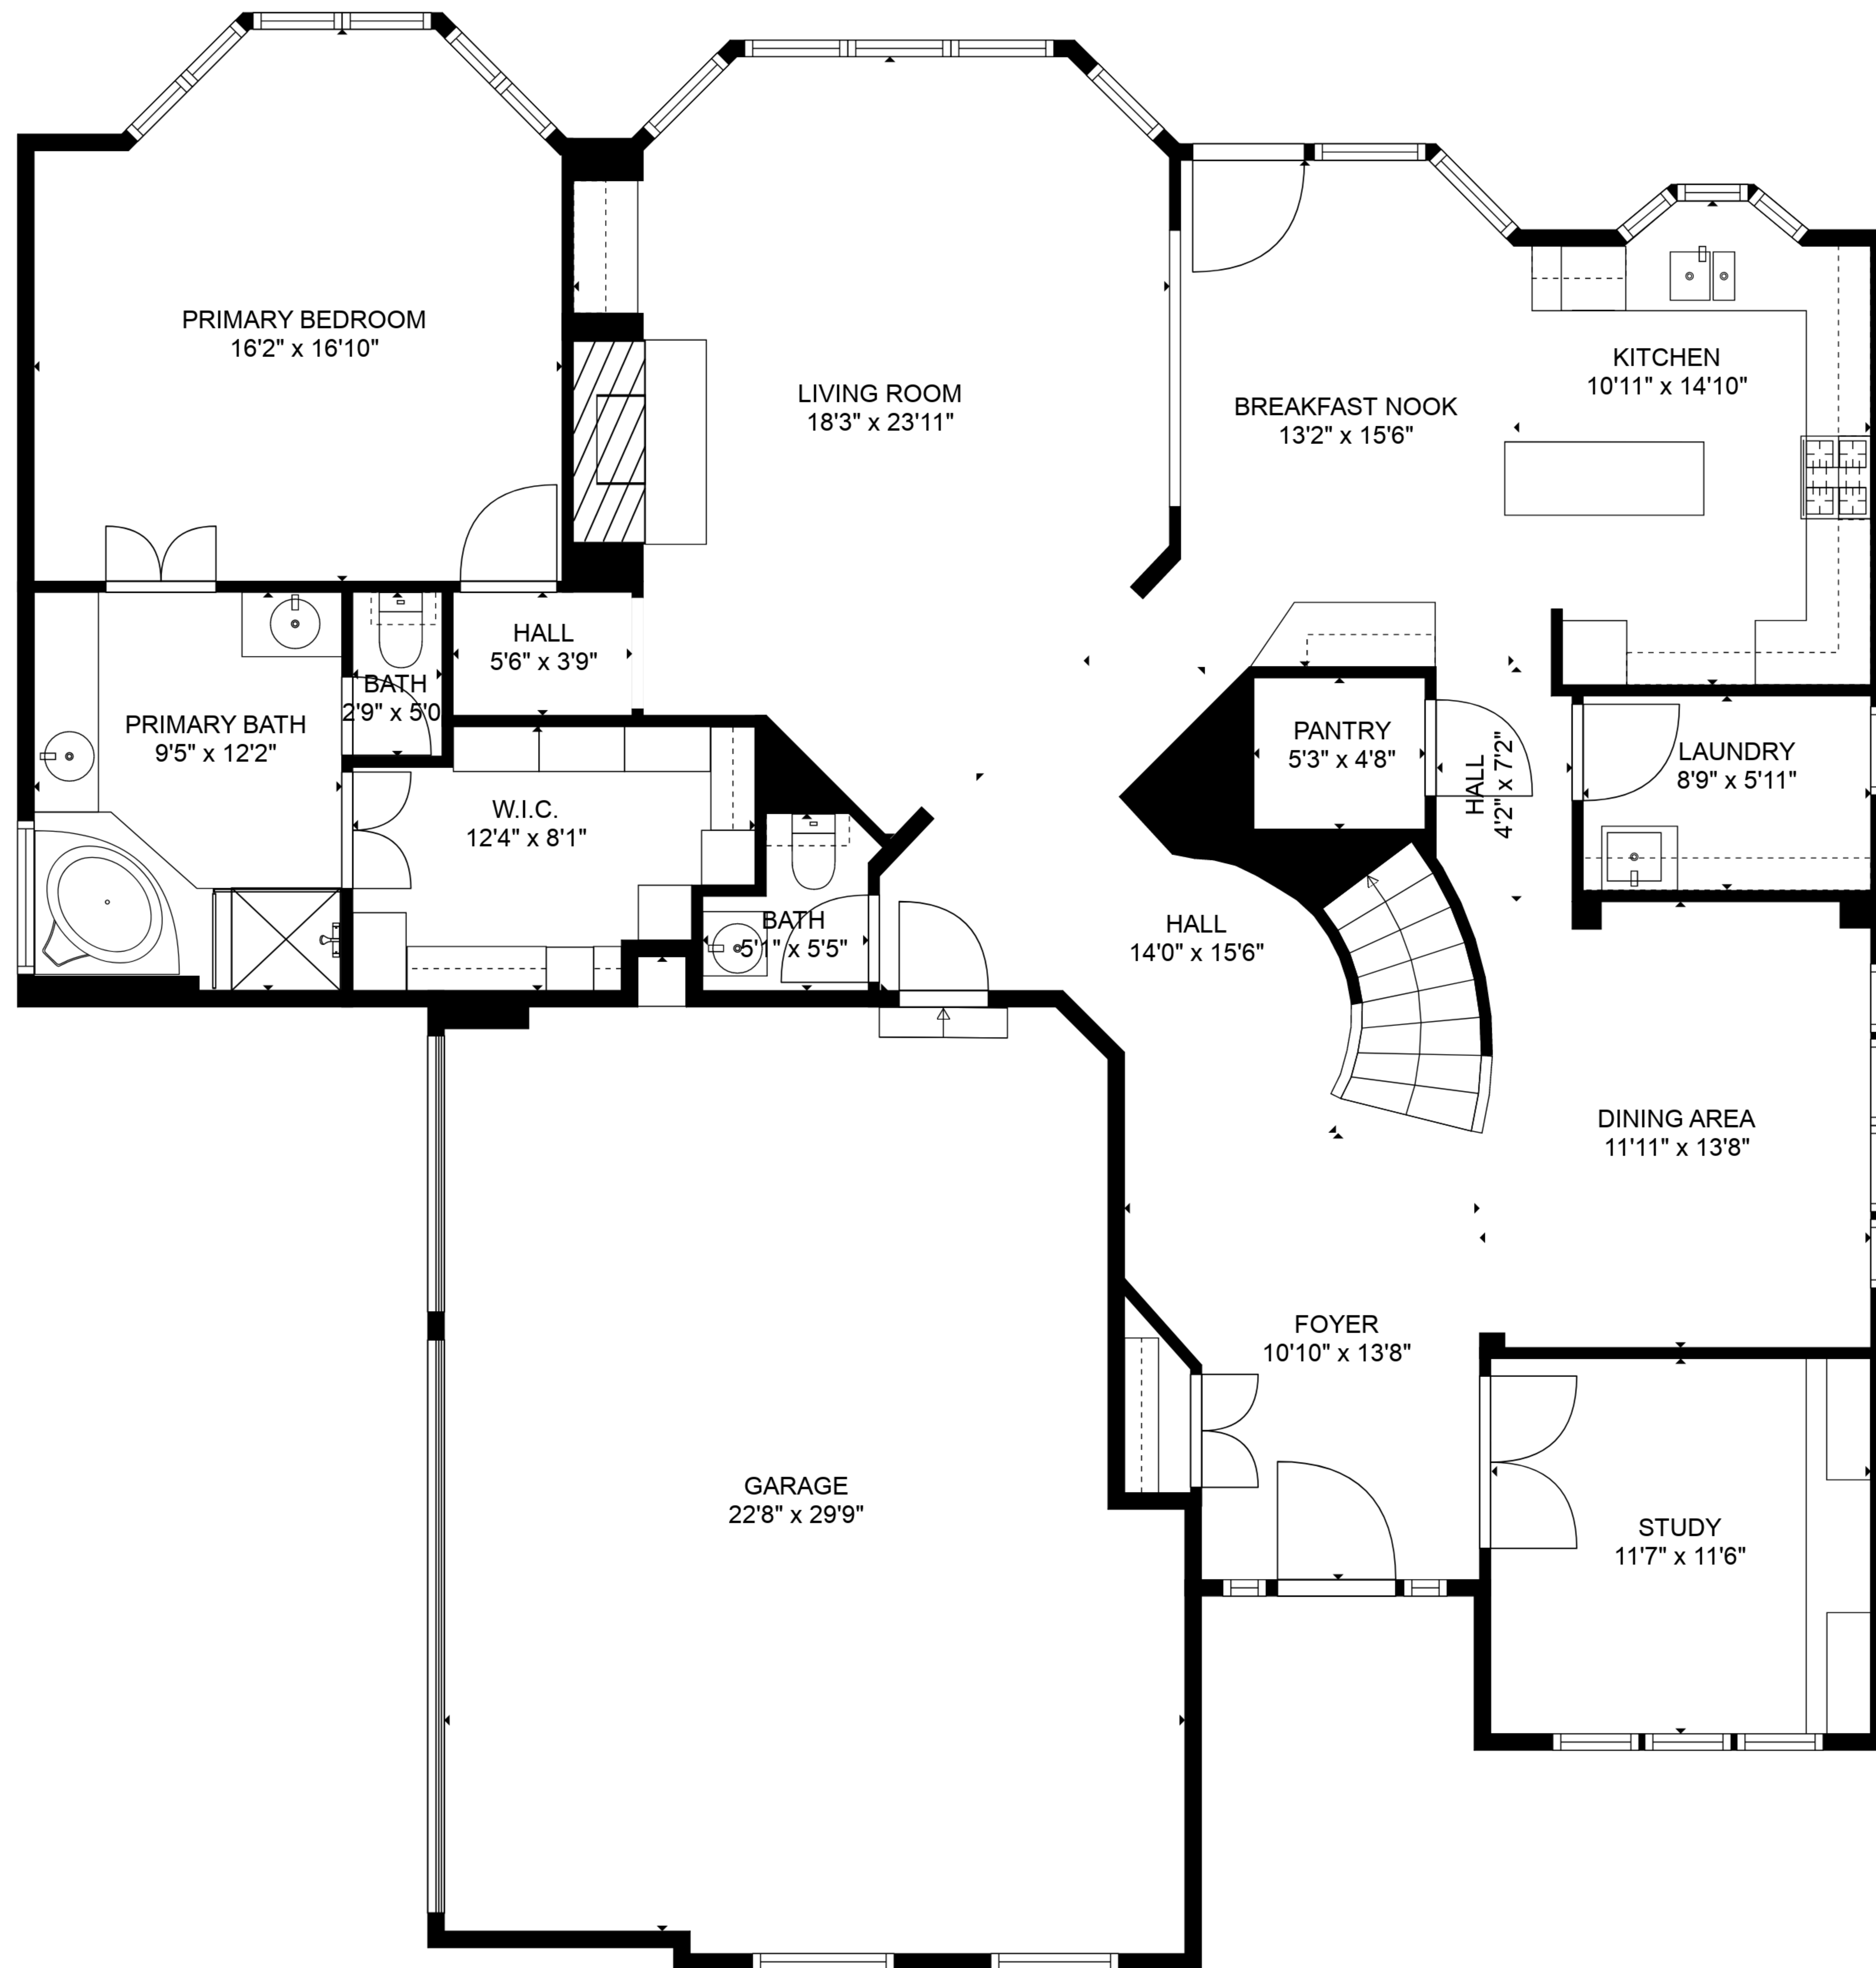 PRIMARY BEDROOM
16'2" x 16'10"
LIVING ROOM
18'3" x 23'11"
BREAKFAST NOOK
13'2" x 15'6"
KITCHEN
10'11" x 14'10"
HALL
5'6" x 3'9"
BATH
2'9" x 5'0
PRIMARY BATH
9'5" x 12'2"
W.I.C.
12'4" x 8'1"
PANTRY
5'3" x 4'8"
HALL
4'2" x 7'2"
LAUNDRY
8'9" x 5'11"
BATH
5'1" x 5'5"
HALL
14'0" x 15'6"
DINING AREA
11'11" x 13'8"
FOYER
10'10" x 13'8"
GARAGE
22'8" x 29'9"
STUDY
11'7" x 11'6"